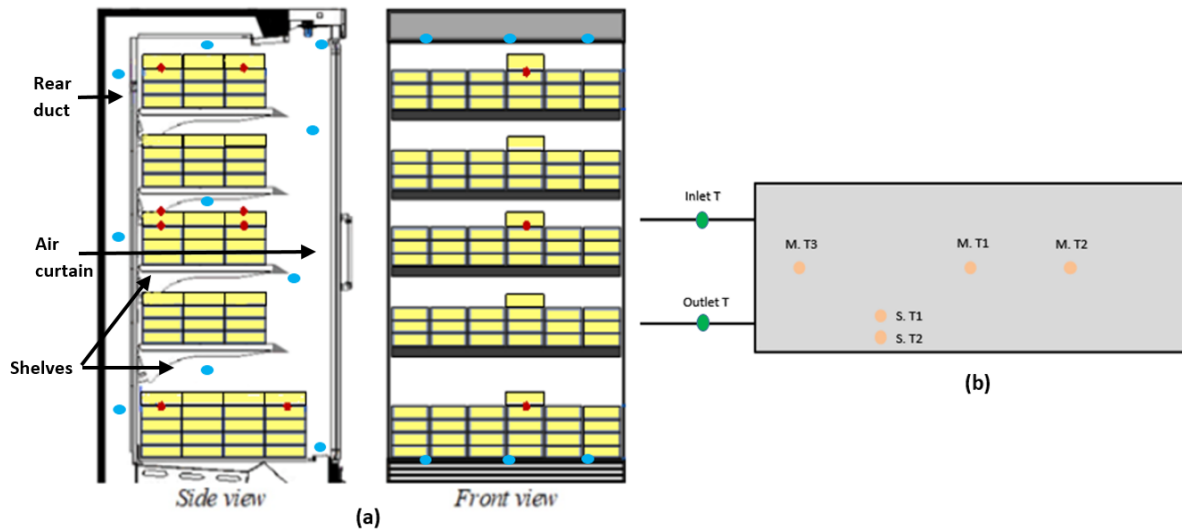 Rear
duct
Air
curtain
Shelves
Side view
Front view
(a)
Inlet T
M. T3
M. T1
M. T2
Outlet T
S. T1
S. T2
(b)